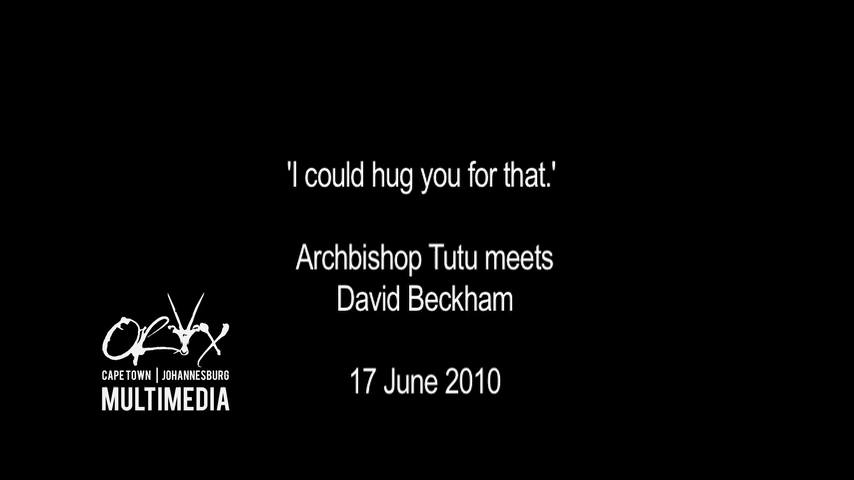 'I could hug you for that.'
Archbishop Tutu meets
David Beckham
17 June 2010
ORYX
CAPE TOWN | JOHANNESBURG
MULTIMEDIA